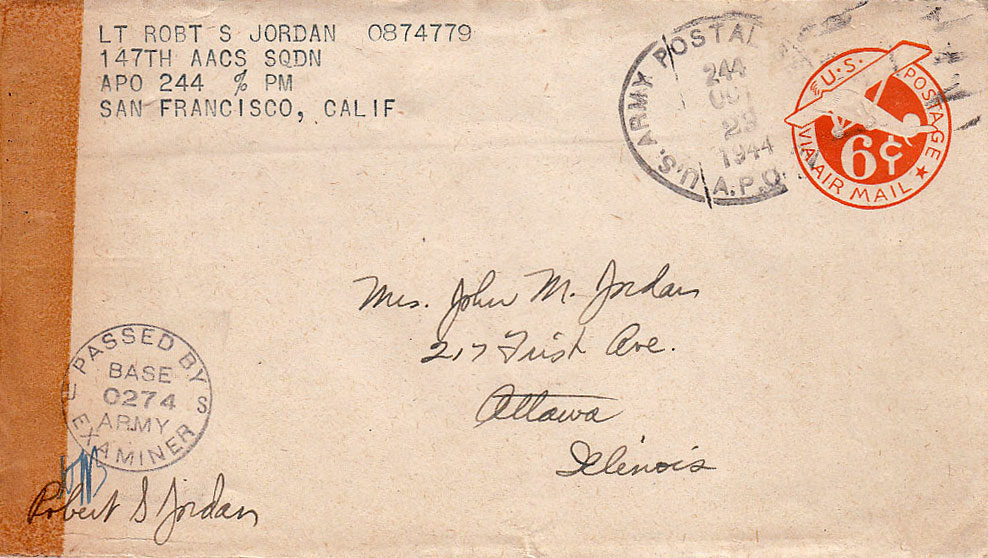 LT ROBT S JORDAN 0874779
147TH AACS SQDN
APO 244 % PM
SAN FRANCISCO, CALIF.
U.S. ARMY POSTAL
244
OCT
29
1944
A.P.O.
U.S. POSTAGE
6¢
VIA AIR MAIL
Mrs. John M. Jordan
217 First Ave.
Ottawa
Illinois
PASSED BY
BASE
0274
ARMY
U S
EXAMINER
Robert S Jordan